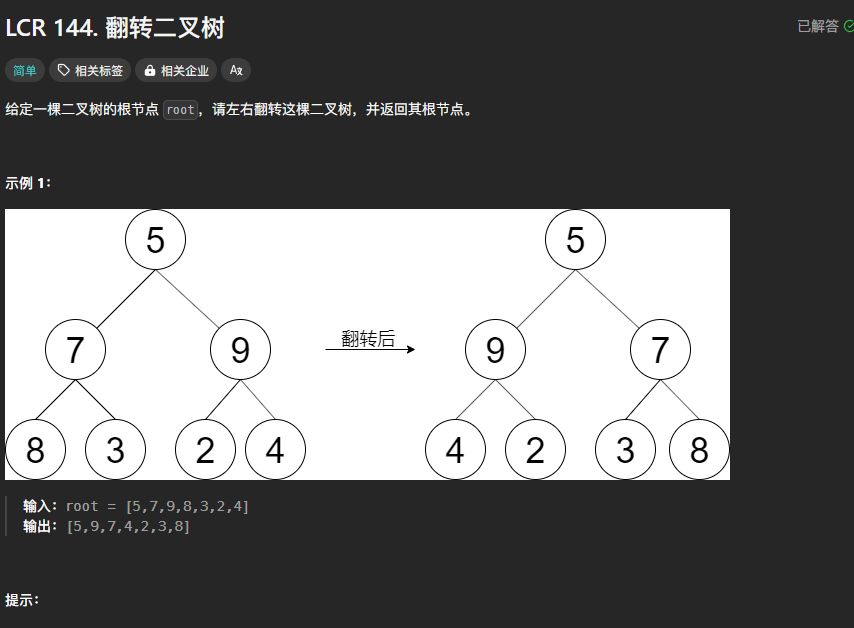 LCR 144. 翻转二叉树
已解答
简单 相关标签 相关企业 Aあ
给定一棵二叉树的根节点 root，请左右翻转这棵二叉树，并返回其根节点。
示例 1：
5 5
翻转后
7 9 9 7
8 3 2 4 4 2 3 8
输入：root = [5,7,9,8,3,2,4]
输出：[5,9,7,4,2,3,8]
提示：